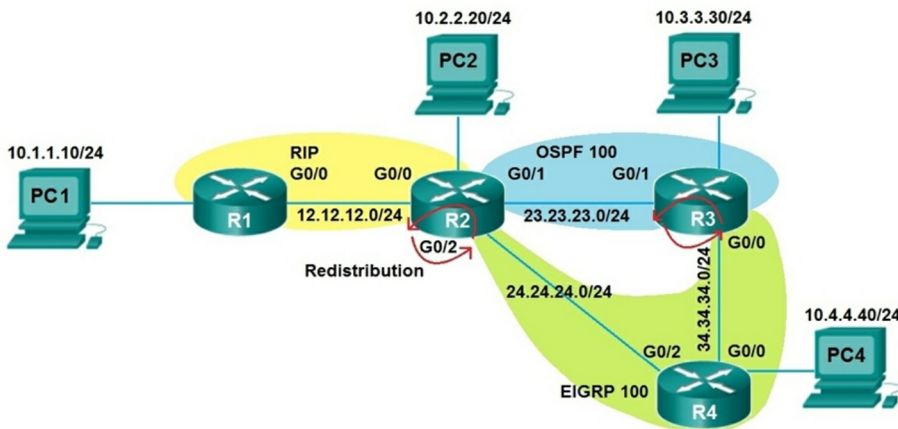 10.2.2.20/24
10.3.3.30/24
PC2
PC3
10.1.1.10/24
RIP
OSPF 100
G0/0
G0/0
G0/1
G0/1
PC1
12.12.12.0/24
23.23.23.0/24
R1
R2
R3
G0/2
G0/0
Redistribution
24.24.24.0/24
34.34.34.0/24
10.4.4.40/24
G0/2
G0/0
PC4
EIGRP 100
R4